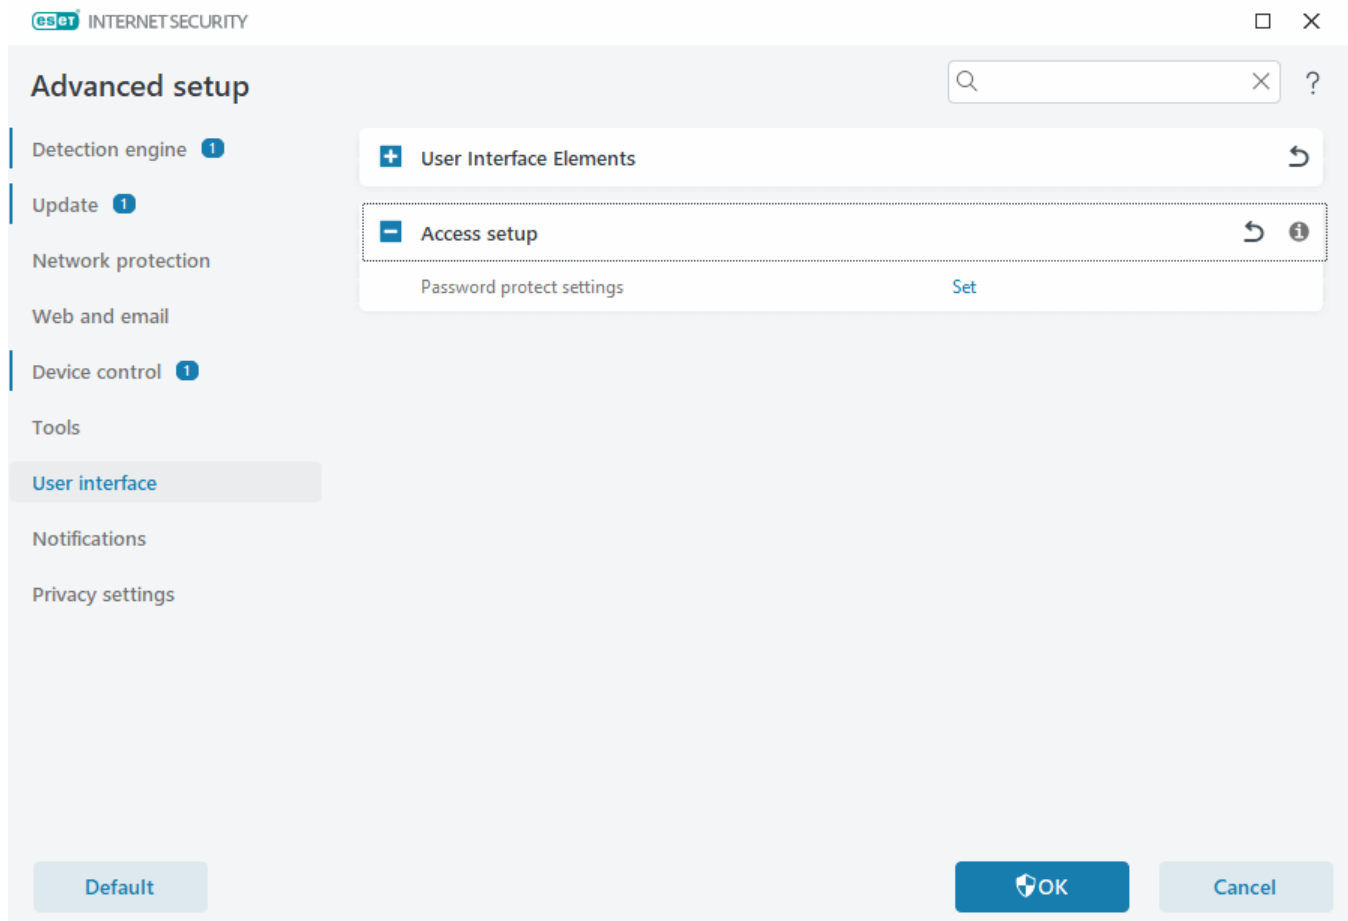 eset INTERNET SECURITY
Advanced setup
?
Detection engine 1
Update 1
Network protection
Web and email
Device control 1
Tools
User interface
Notifications
Privacy settings
User Interface Elements
Access setup
Password protect settings Set
Default
OK
Cancel